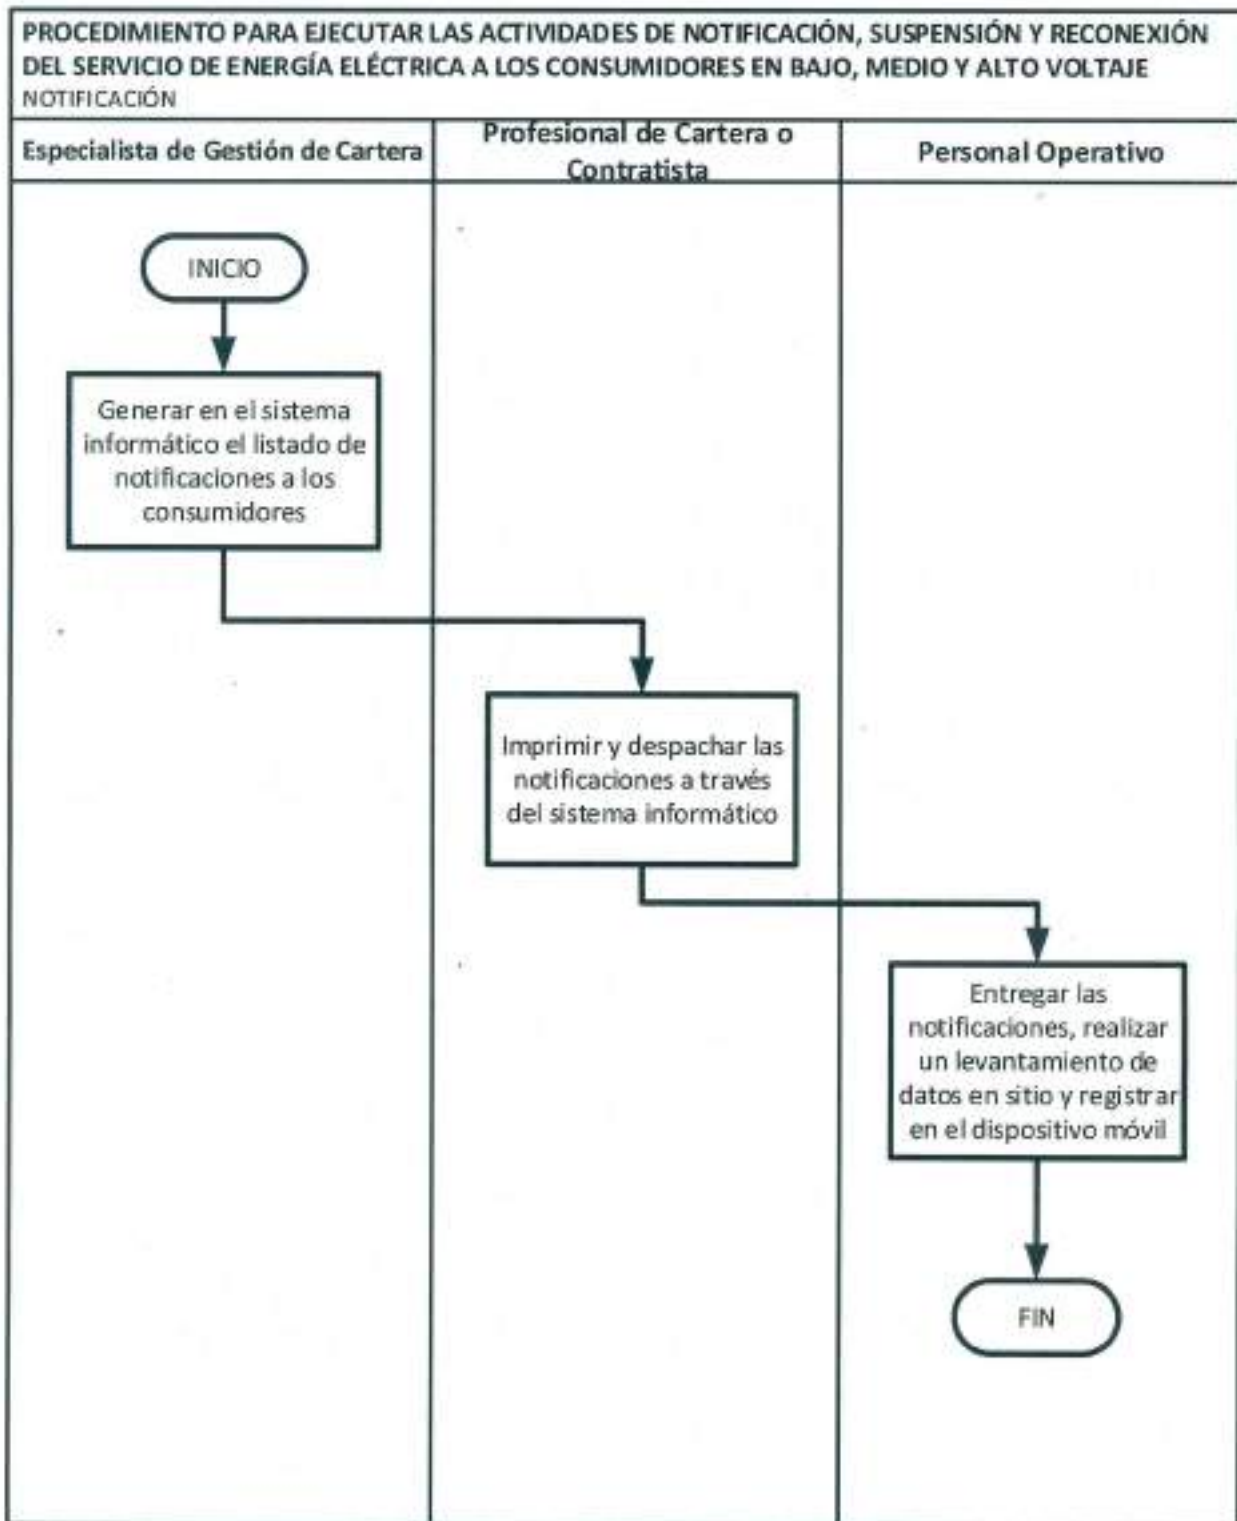 PROCEDIMIENTO PARA EJECUTAR LAS ACTIVIDADES DE NOTIFICACIÓN, SUSPENSIÓN Y RECONEXIÓN
DEL SERVICIO DE ENERGÍA ELÉCTRICA A LOS CONSUMIDORES EN BAJO, MEDIO Y ALTO VOLTAJE
NOTIFICACIÓN
Especialista de Gestión de Cartera
Profesional de Cartera o
Contratista
Personal Operativo
INICIO
Generar en el sistema
informático el listado de
notificaciones a los
consumidores
Imprimir y despachar las
notificaciones a través
del sistema informático
Entregar las
notificaciones, realizar
un levantamiento de
datos en sitio y registrar
en el dispositivo móvil
FIN